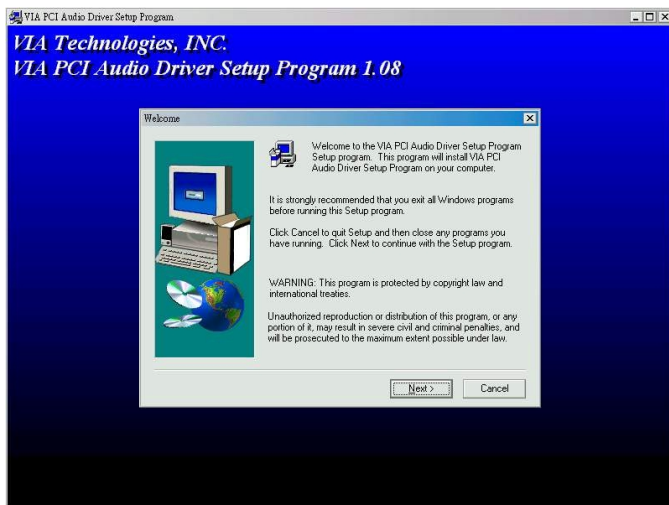 VIA PCI Audio Driver Setup Program
VIA Technologies, INC.
VIA PCI Audio Driver Setup Program 1.08
Welcome
Welcome to the VIA PCI Audio Driver Setup Program
Setup program. This program will install VIA PCI
Audio Driver Setup Program on your computer.
It is strongly recommended that you exit all Windows programs
before running this Setup program.
Click Cancel to quit Setup and then close any programs you
have running. Click Next to continue with the Setup program.
WARNING: This program is protected by copyright law and
international treaties.
Unauthorized reproduction or distribution of this program, or any
portion of it, may result in severe civil and criminal penalties, and
will be prosecuted to the maximum extent possible under law.
Next >
Cancel